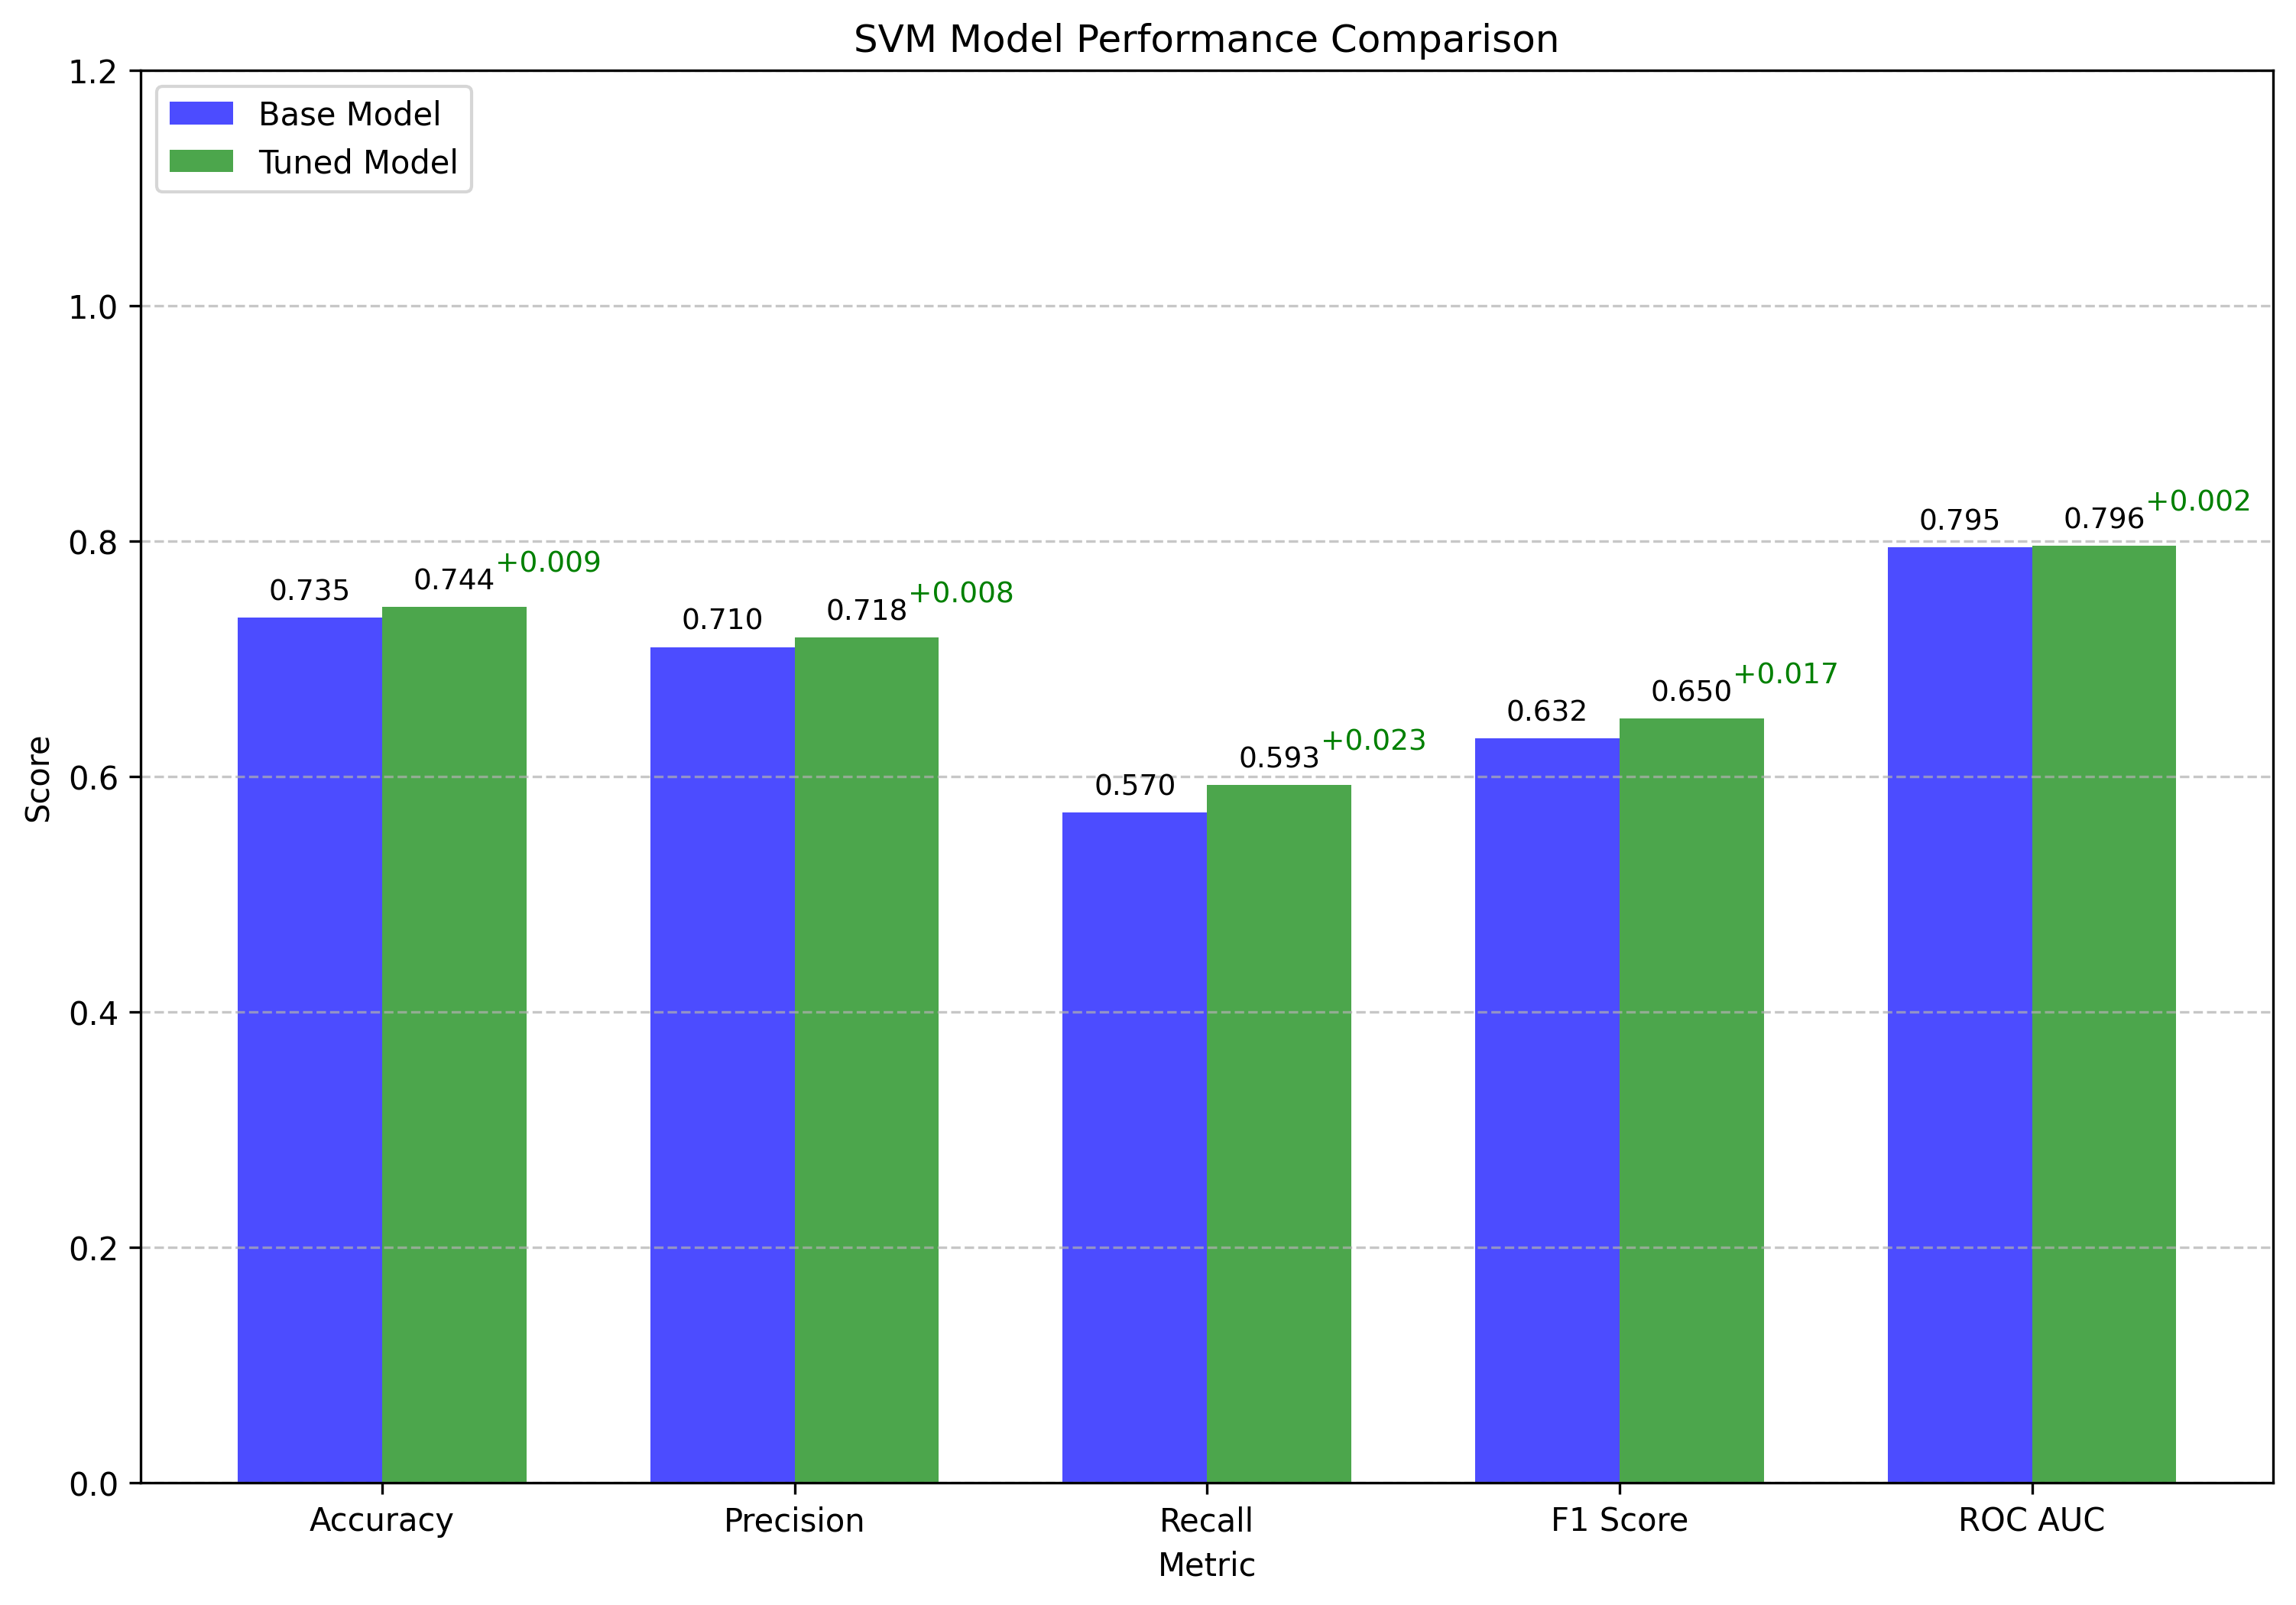 SVM Model Performance Comparison
1.2
1.0
0.8
0.6
0.4
0.2
0.0
Score
Base Model
Tuned Model
0.735
0.744
+0.009
0.710
0.718
+0.008
0.570
0.593
+0.023
0.632
0.650
+0.017
0.795
0.796
+0.002
Accuracy
Precision
Recall
F1 Score
ROC AUC
Metric